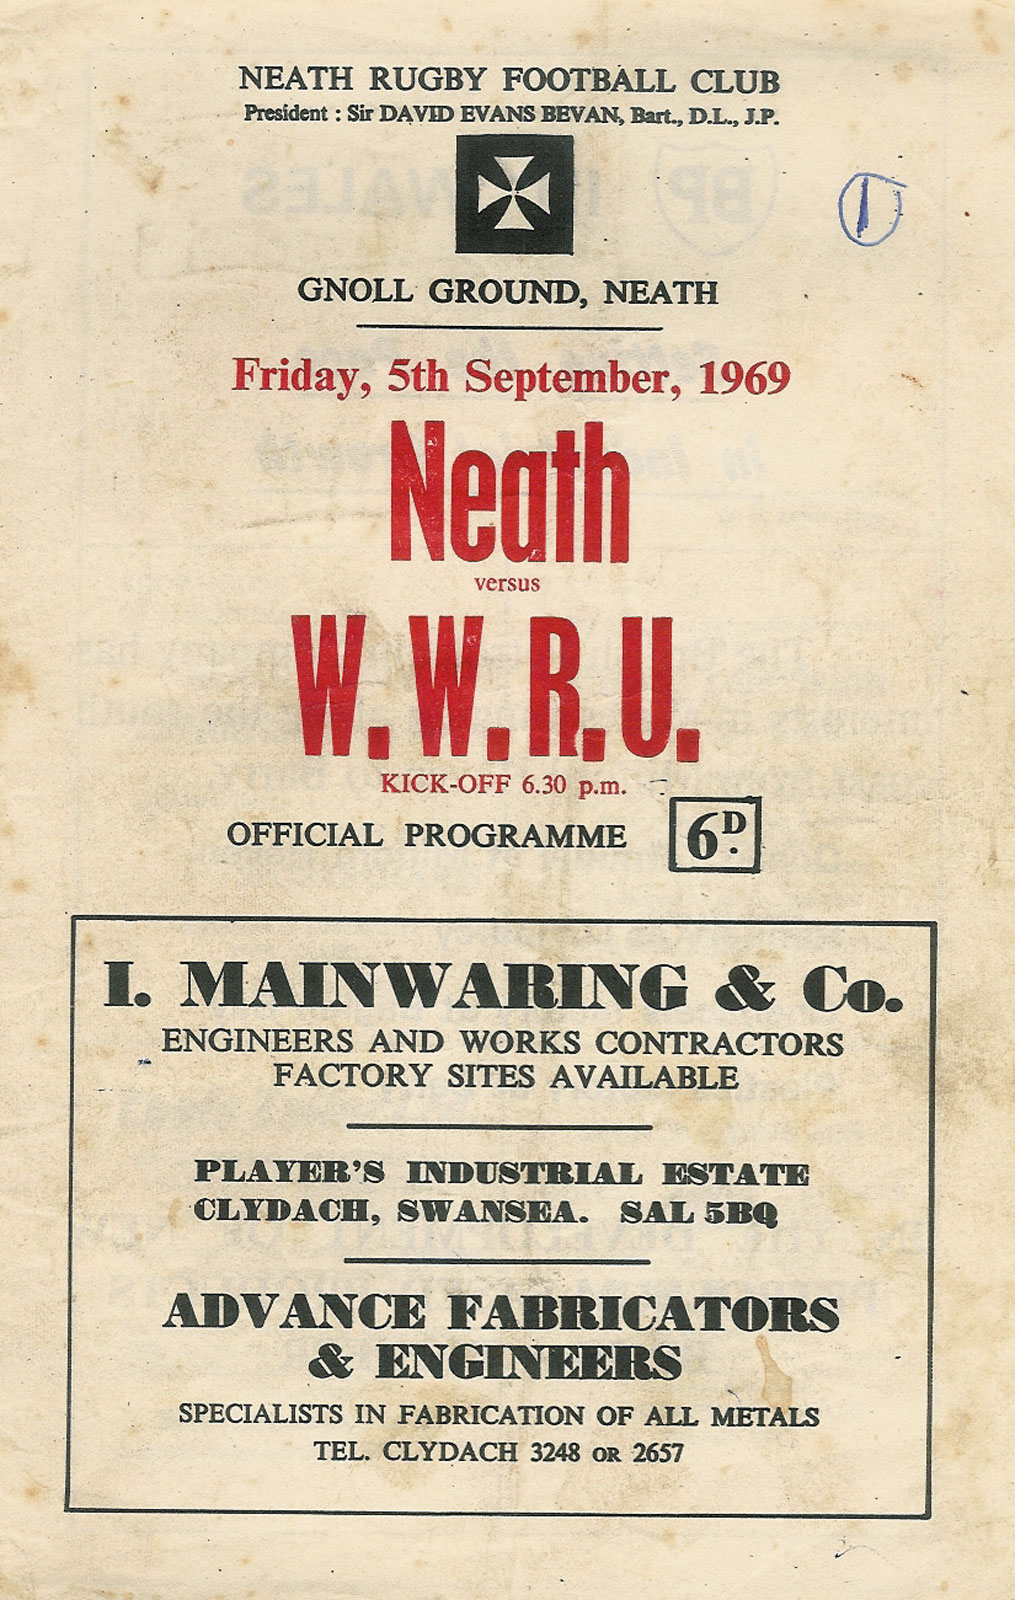 NEATH RUGBY FOOTBALL CLUB
President : Sir DAVID EVANS BEVAN, Bart., D.L., J.P.
1
GNOLL GROUND, NEATH
Friday, 5th September, 1969
Neath
versus
W.W.R.U.
KICK-OFF 6.30 p.m.
OFFICIAL PROGRAMME 6D.
I. MAINWARING & Co.
ENGINEERS AND WORKS CONTRACTORS
FACTORY SITES AVAILABLE
PLAYER'S INDUSTRIAL ESTATE
CLYDACH, SWANSEA. SAL 5BQ
ADVANCE FABRICATORS
& ENGINEERS
SPECIALISTS IN FABRICATION OF ALL METALS
TEL. CLYDACH 3248 OR 2657